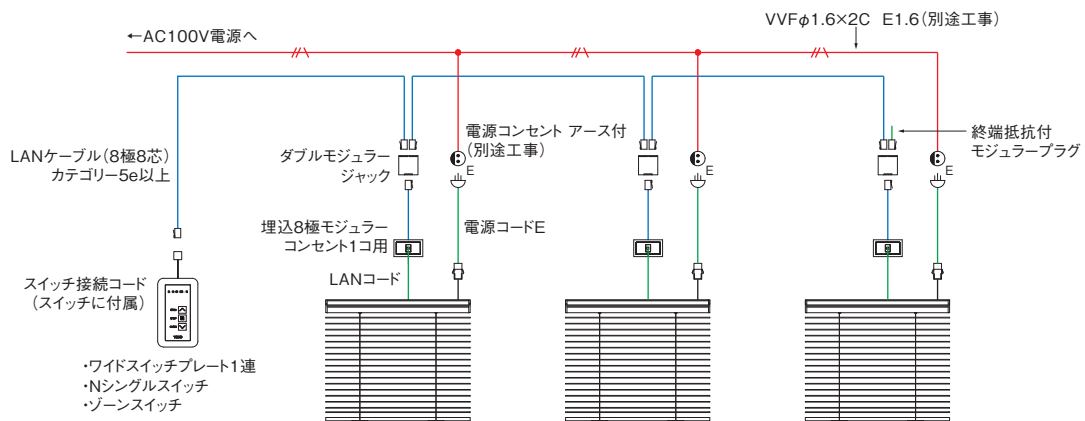 VVFφ1.6×2C E1.6（別途工事）
←AC100V電源へ
LANケーブル（8極8芯）
カテゴリー5e以上
ダブルモジュラー
ジャック
電源コンセント アース付
（別途工事）
終端抵抗付
モジュラープラグ
E
E
E
埋込8極モジュラー
コンセント1コ用
電源コードE
LANコード
スイッチ接続コード
（スイッチに付属）
・ワイドスイッチプレート1連
・Nシングルスイッチ
・ゾーンスイッチ